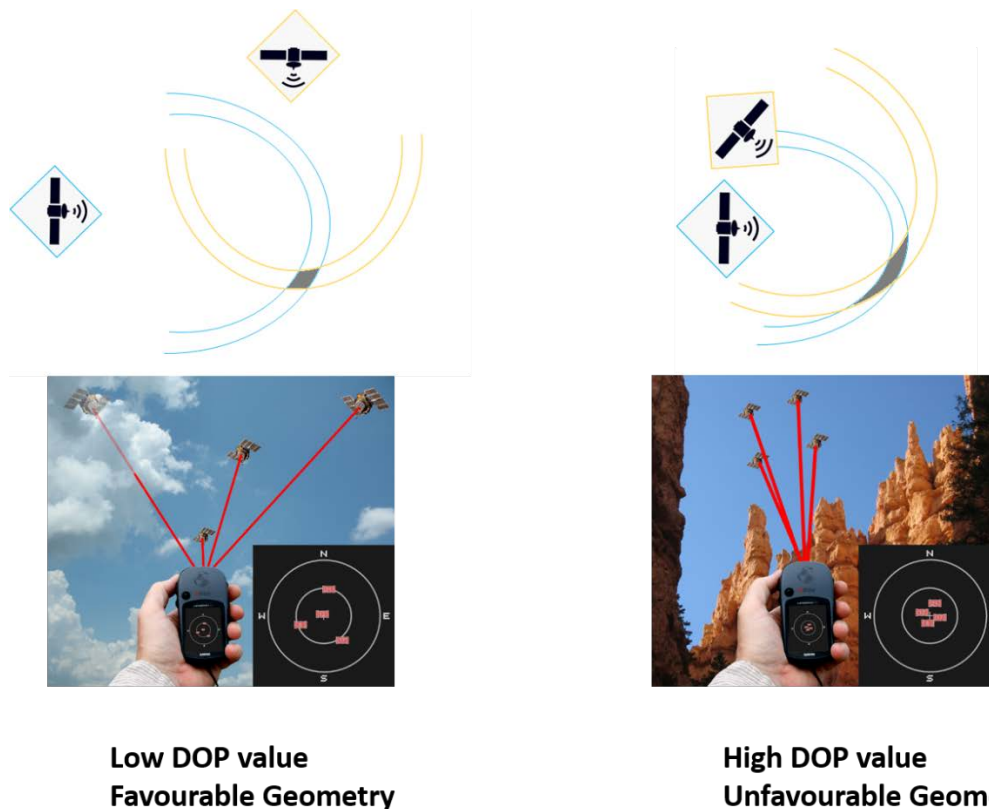 N
W
E
S
N
W
S
Low DOP value
Favourable Geometry
High DOP value
Unfavourable Geom